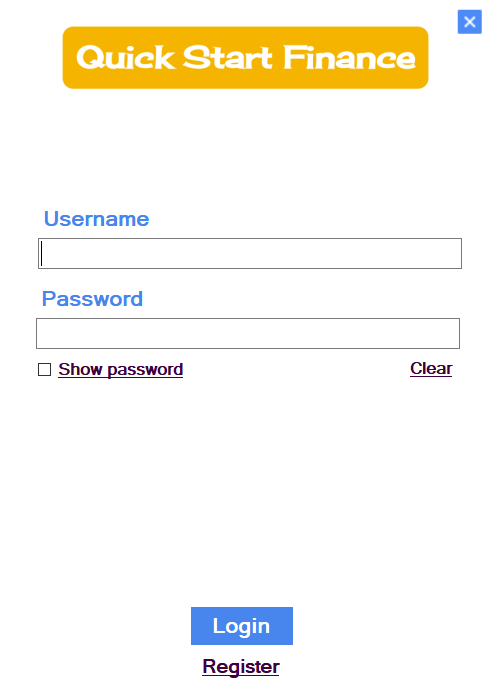 Quick Start Finance
Username
Password
Show password
Clear
Login
Register